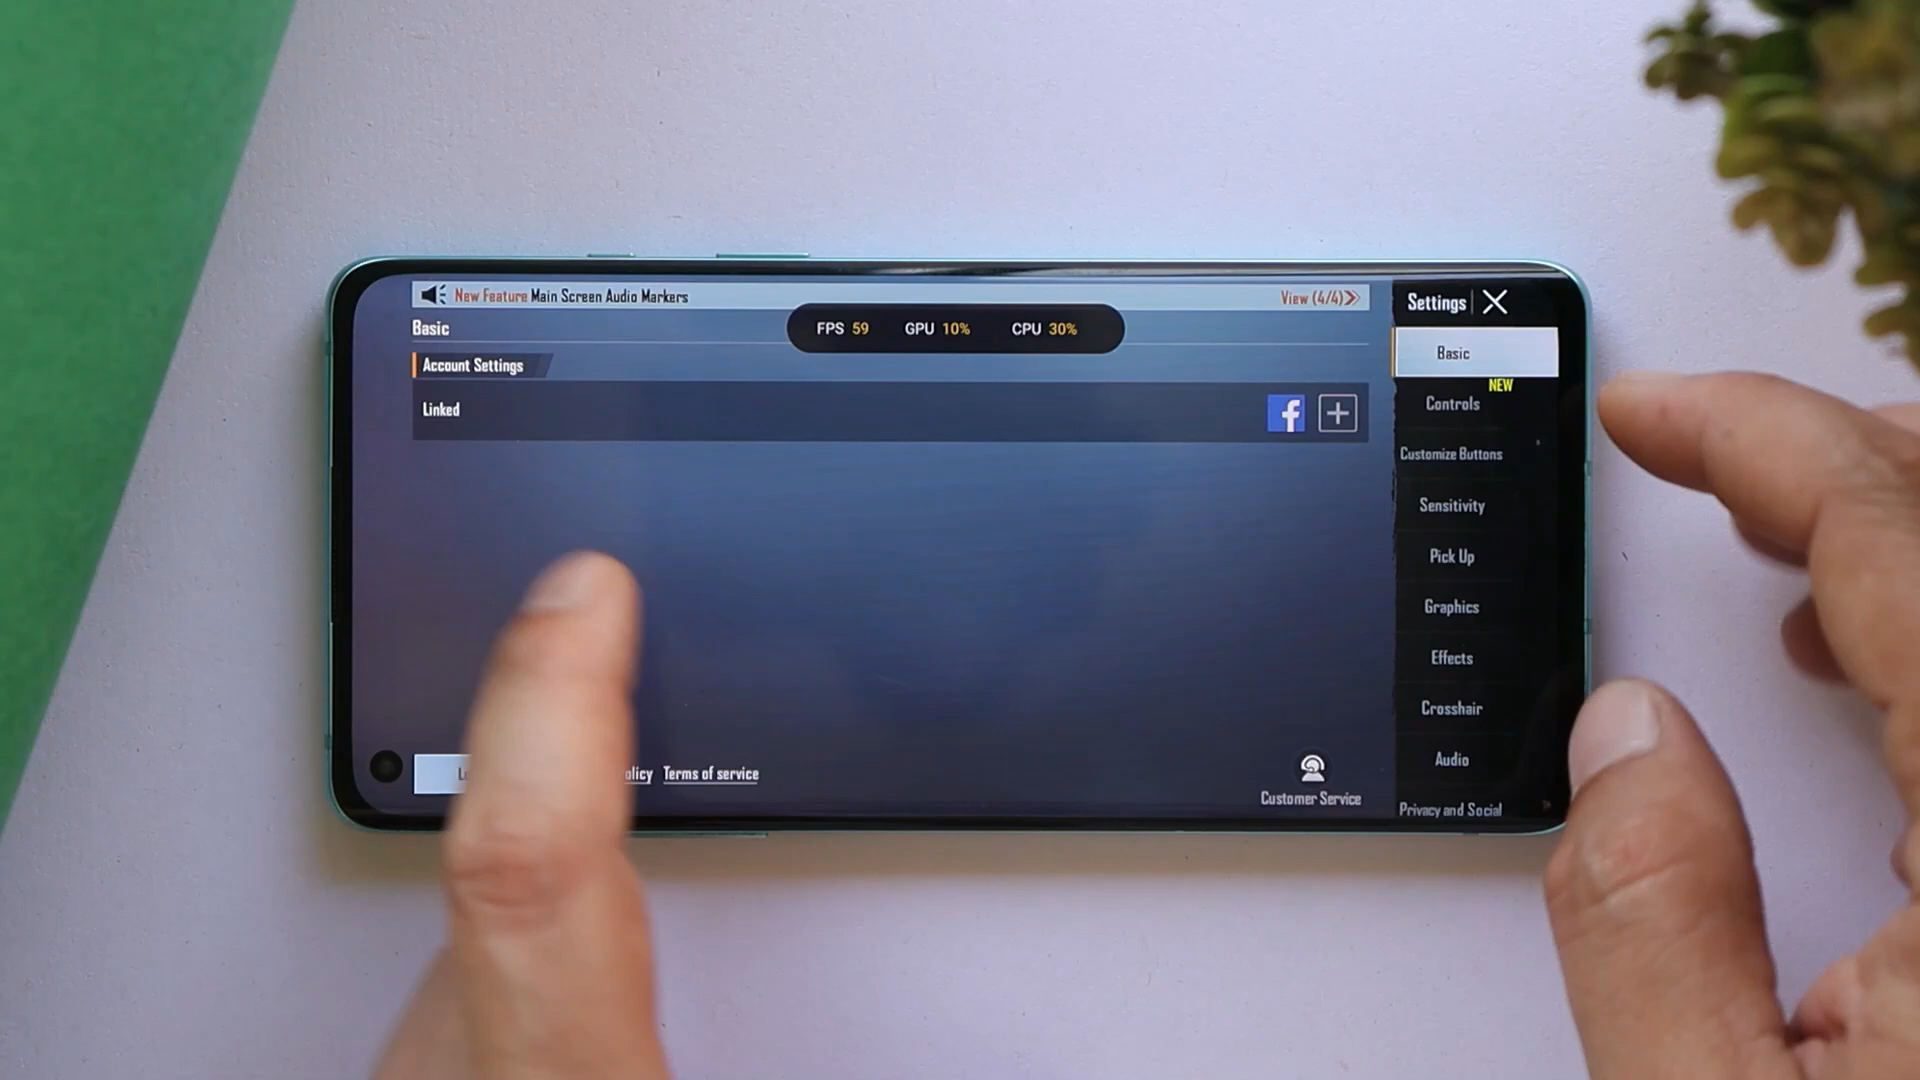 New Feature Main Screen Audio Markers
View (4/4)
Settings
Basic
FPS 59 GPU 10% CPU 30%
Basic
Account Settings
NEW
Linked
Controls
Customize Buttons
Sensitivity
Pick Up
Graphics
Effects
Crosshair
Audio
Terms of service
Customer Service
Privacy and Social